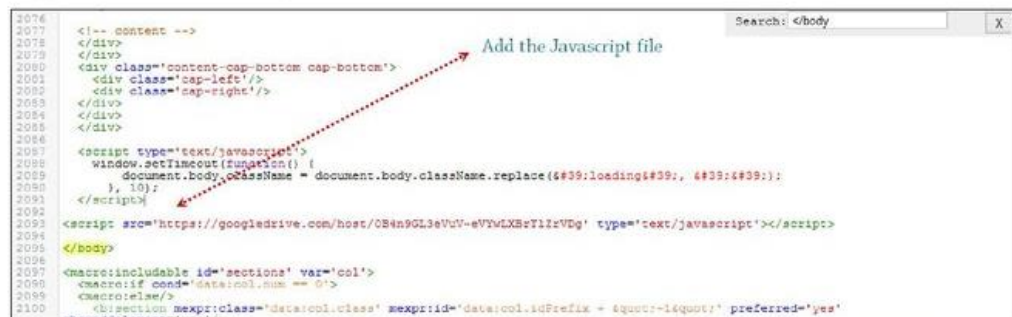 Search: </body
X
2076
2077 <!-- content -->
2078 </div>
2079 </div>
2080 <div class='content-cap-bottom cap-bottom'>
2081 <div class='cap-left'/>
2082 <div class='cap-right'/>
2083 </div>
2084 </div>
2085 </div>
2086
2087 <script type='text/javascript'>
2088 window.setTimeout(function() {
2089 document.body.className = document.body.className.replace(&#39;loading&#39;, &#39;&#39;);
2090 }, 10);
2091 </script>
2092
2093 <script src='https://googledrive.com/host/ type='text/javascript'></script>
2094
2095 </body>
2096
2097 <macro:includable id='sections' var='col'>
2098 <macro:if cond='data:col.num == 0'>
2099 <macro:else/>
2100 <b:section mexpr:class='data:col.class' mexpr:id='data:col.idPrefix + &quot;-1&quot;' preferred='yes'
Add the Javascript file